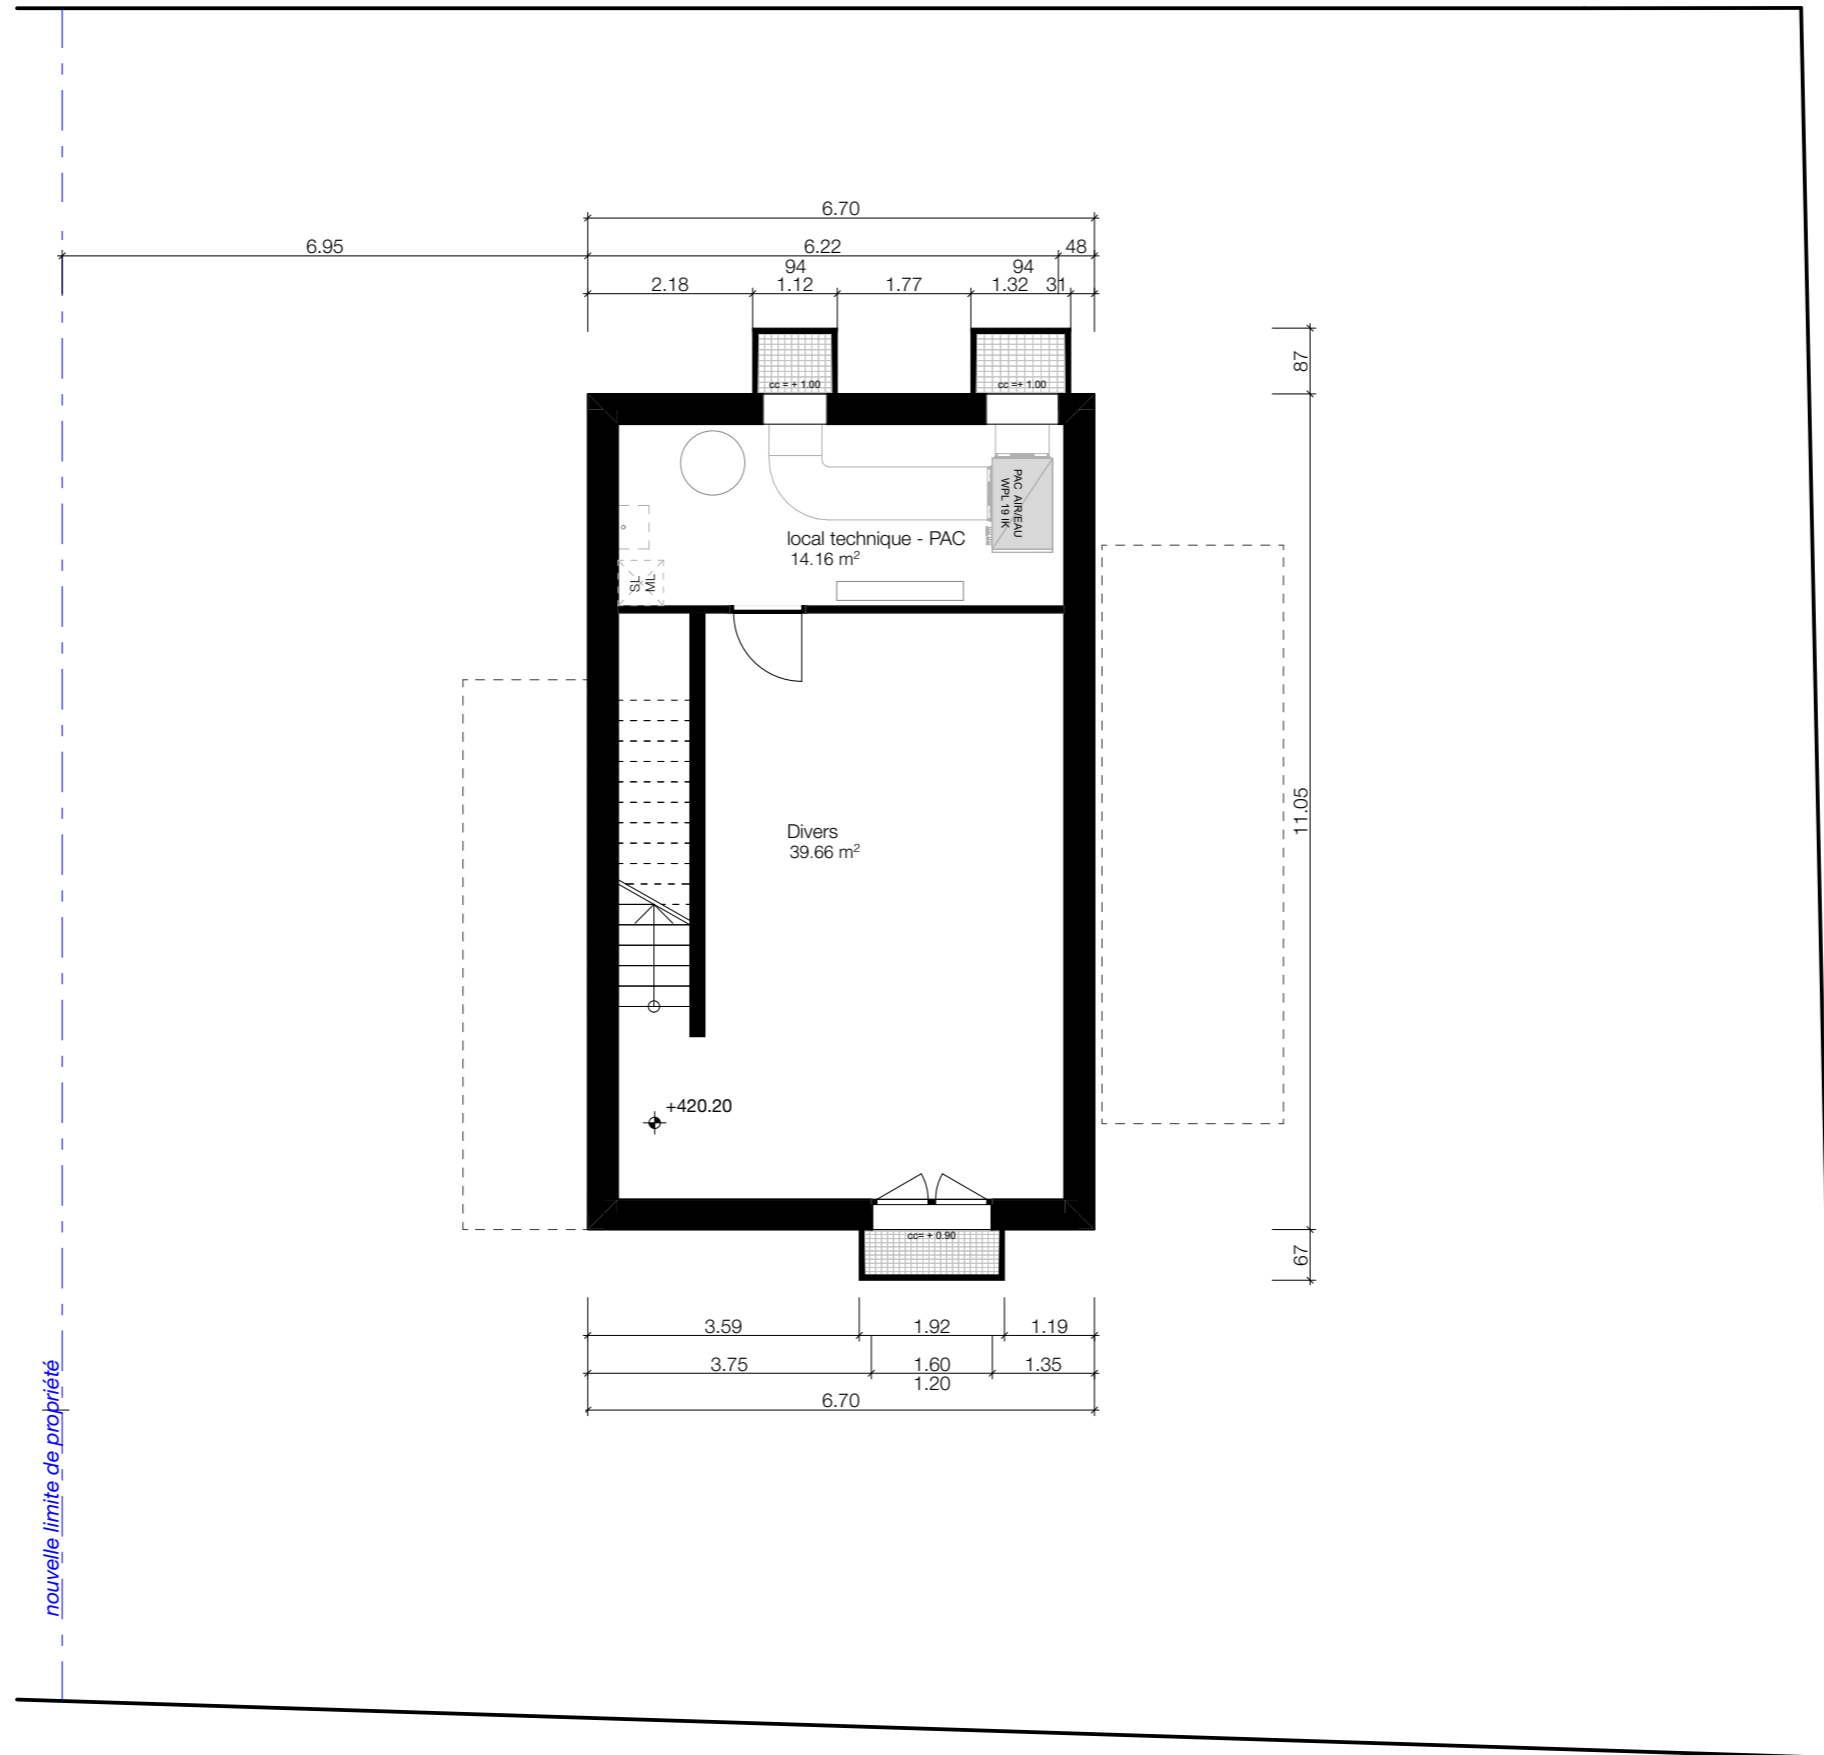 6.70
6.95
6.22
48
94
94
2.18
1.12
1.77
1.32
31
87
cc = + 1.00
cc =+ 1.00
PAC AIR/EAU
WPL 19 IK
local technique - PAC
14.16 m²
SL
ML
11.05
Divers
39.66 m²
+420.20
cc= + 0.90
67
3.59
1.92
1.19
3.75
1.60
1.35
1.20
6.70
nouvelle limite de propriété